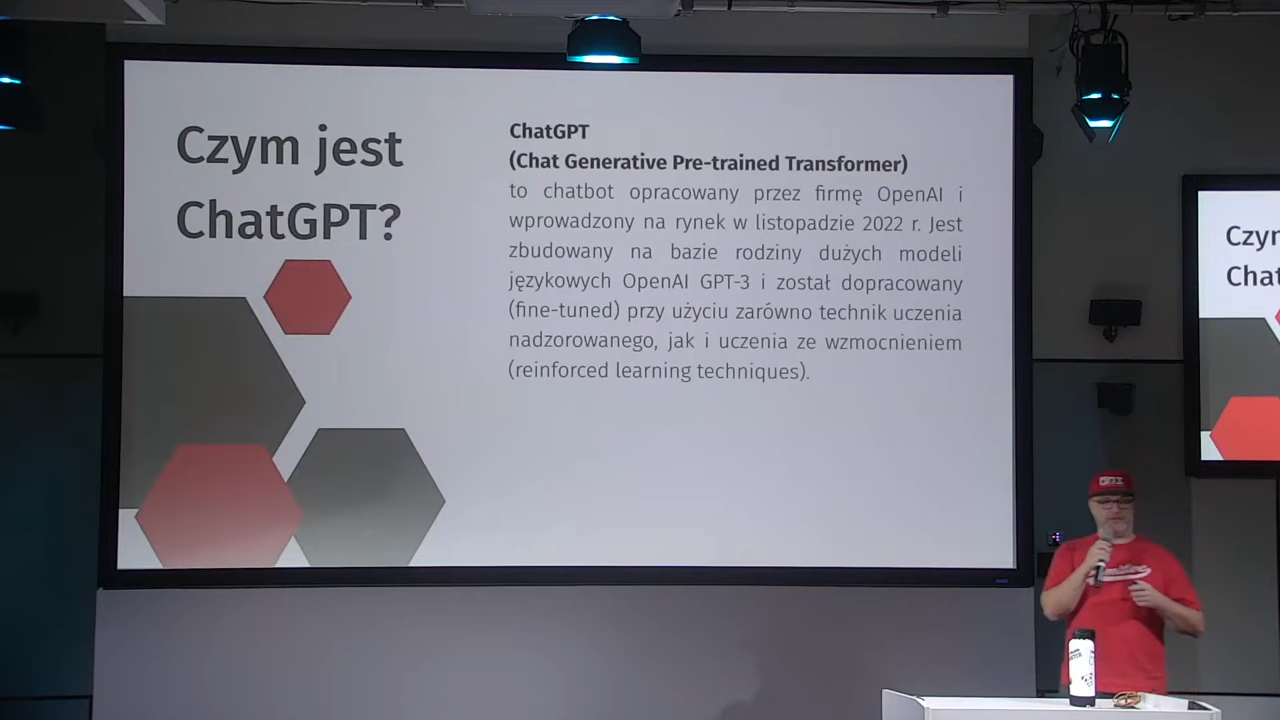 Czym jest
ChatGPT?
ChatGPT
(Chat Generative Pre-trained Transformer)
to chatbot opracowany przez firmę OpenAI i
wprowadzony na rynek w listopadzie 2022 r. Jest
zbudowany na bazie rodziny dużych modeli
językowych OpenAI GPT-3 i został dopracowany
(fine-tuned) przy użyciu zarówno technik uczenia
nadzorowanego, jak i uczenia ze wzmocnieniem
(reinforced learning techniques).
Czym
Chat